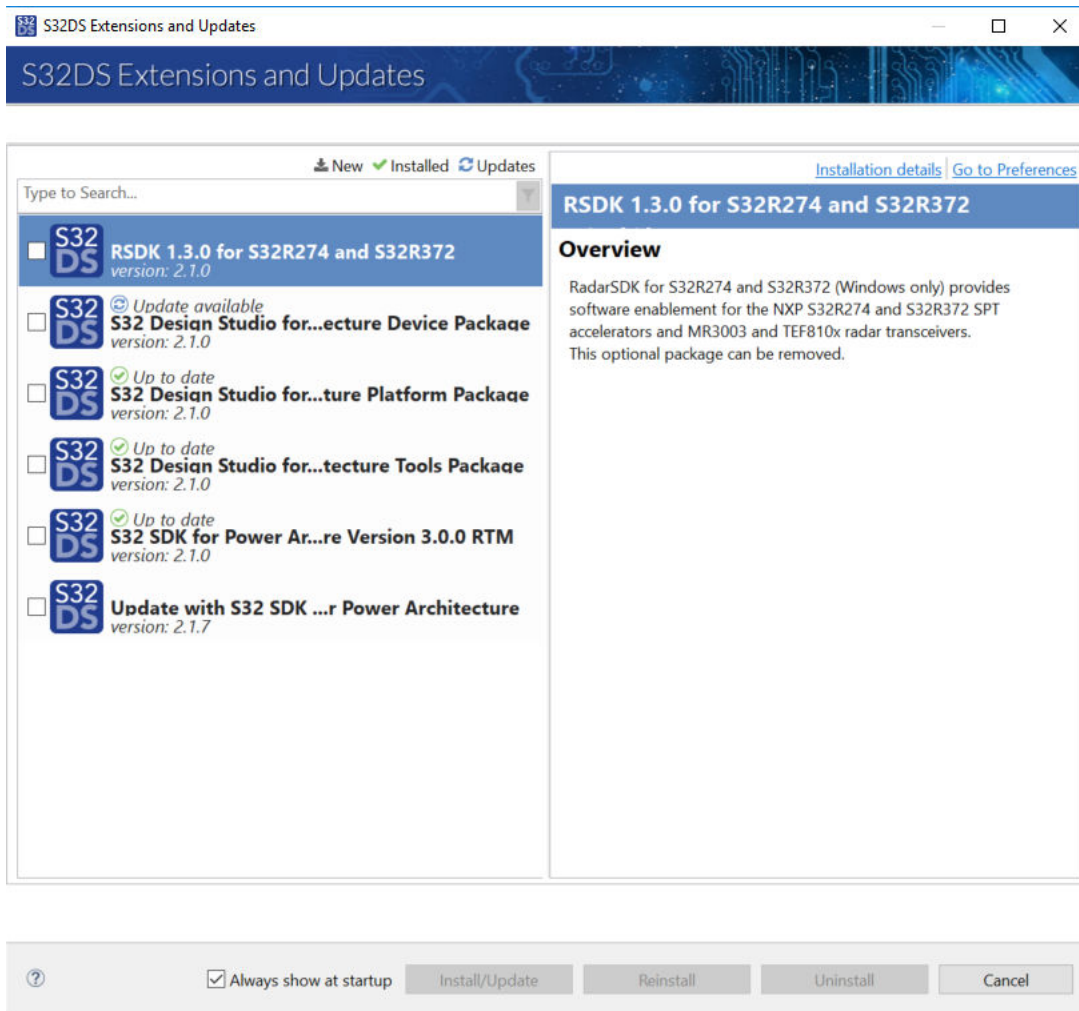 S32DS Extensions and Updates
S32DS Extensions and Updates
New Installed Updates
Type to Search...
S32
DS
RSDK 1.3.0 for S32R274 and S32R372
version: 2.1.0
S32
DS
Update available
S32 Design Studio for...ecture Device Package
version: 2.1.0
S32
DS
Up to date
S32 Design Studio for...ture Platform Package
version: 2.1.0
S32
DS
Up to date
S32 Design Studio for...tecture Tools Package
version: 2.1.0
S32
DS
Up to date
S32 SDK for Power Ar...re Version 3.0.0 RTM
version: 2.1.0
S32
DS
Update with S32 SDK ...r Power Architecture
version: 2.1.7
Installation details Go to Preferences
RSDK 1.3.0 for S32R274 and S32R372
Overview
RadarSDK for S32R274 and S32R372 (Windows only) provides
software enablement for the NXP S32R274 and S32R372 SPT
accelerators and MR3003 and TEF810x radar transceivers.
This optional package can be removed.
? Always show at startup Install/Update Reinstall Uninstall Cancel